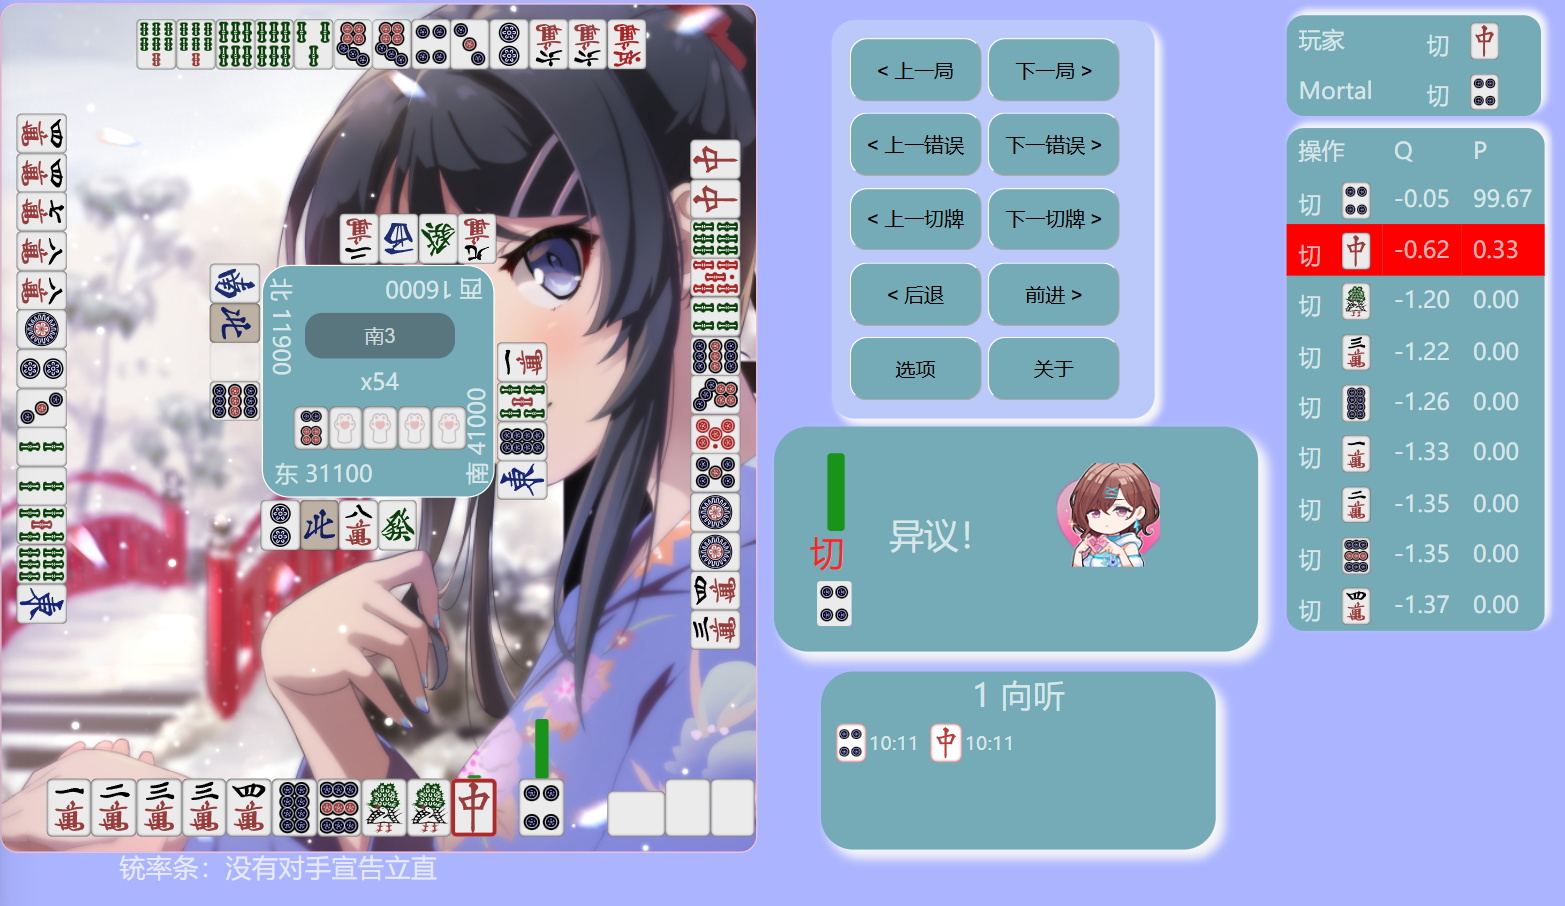 北 11900
西 16000
南3
x54
东 31100
南 41000
铳率条：没有对手宣告立直
< 上一局
下一局 >
< 上一错误
下一错误 >
< 上一切牌
下一切牌 >
< 后退
前进 >
选项
关于
切
异议！
1 向听
10:11
10:11
玩家 切
Mortal 切
操作 Q P
切 -0.05 99.67
切 -0.62 0.33
切 -1.20 0.00
切 -1.22 0.00
切 -1.26 0.00
切 -1.33 0.00
切 -1.35 0.00
切 -1.35 0.00
切 -1.37 0.00